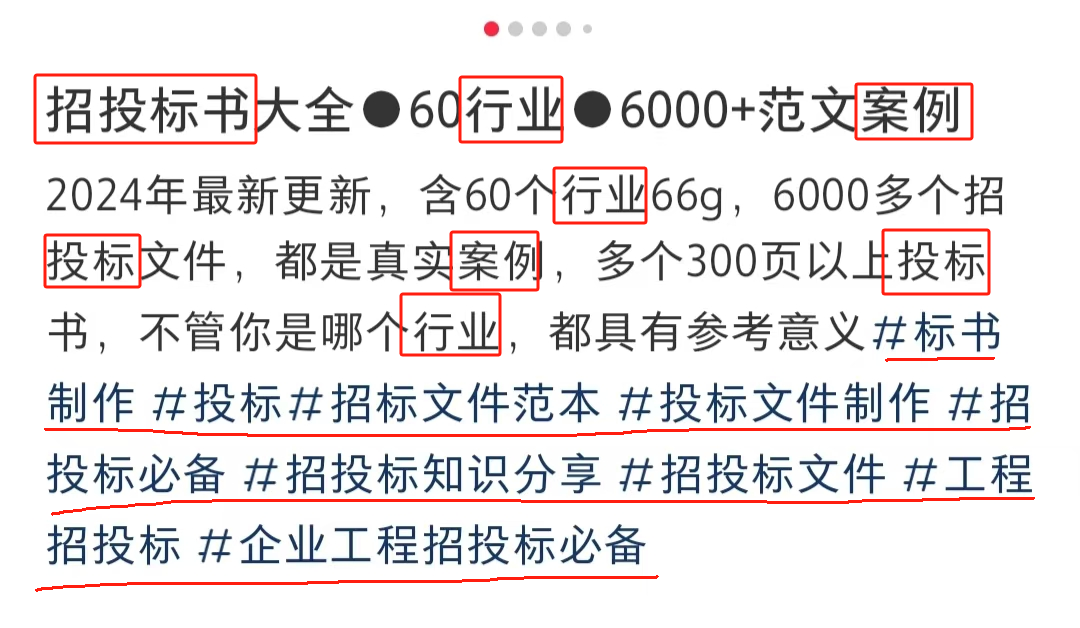 招投标书大全●60行业●6000+范文案例
2024年最新更新，含60个行业66g，6000多个招
投标文件，都是真实案例，多个300页以上投标
书，不管你是哪个行业，都具有参考意义#标书
制作 #投标#招标文件范本 #投标文件制作 #招
投标必备 #招投标知识分享 #招投标文件 #工程
招投标 #企业工程招投标必备